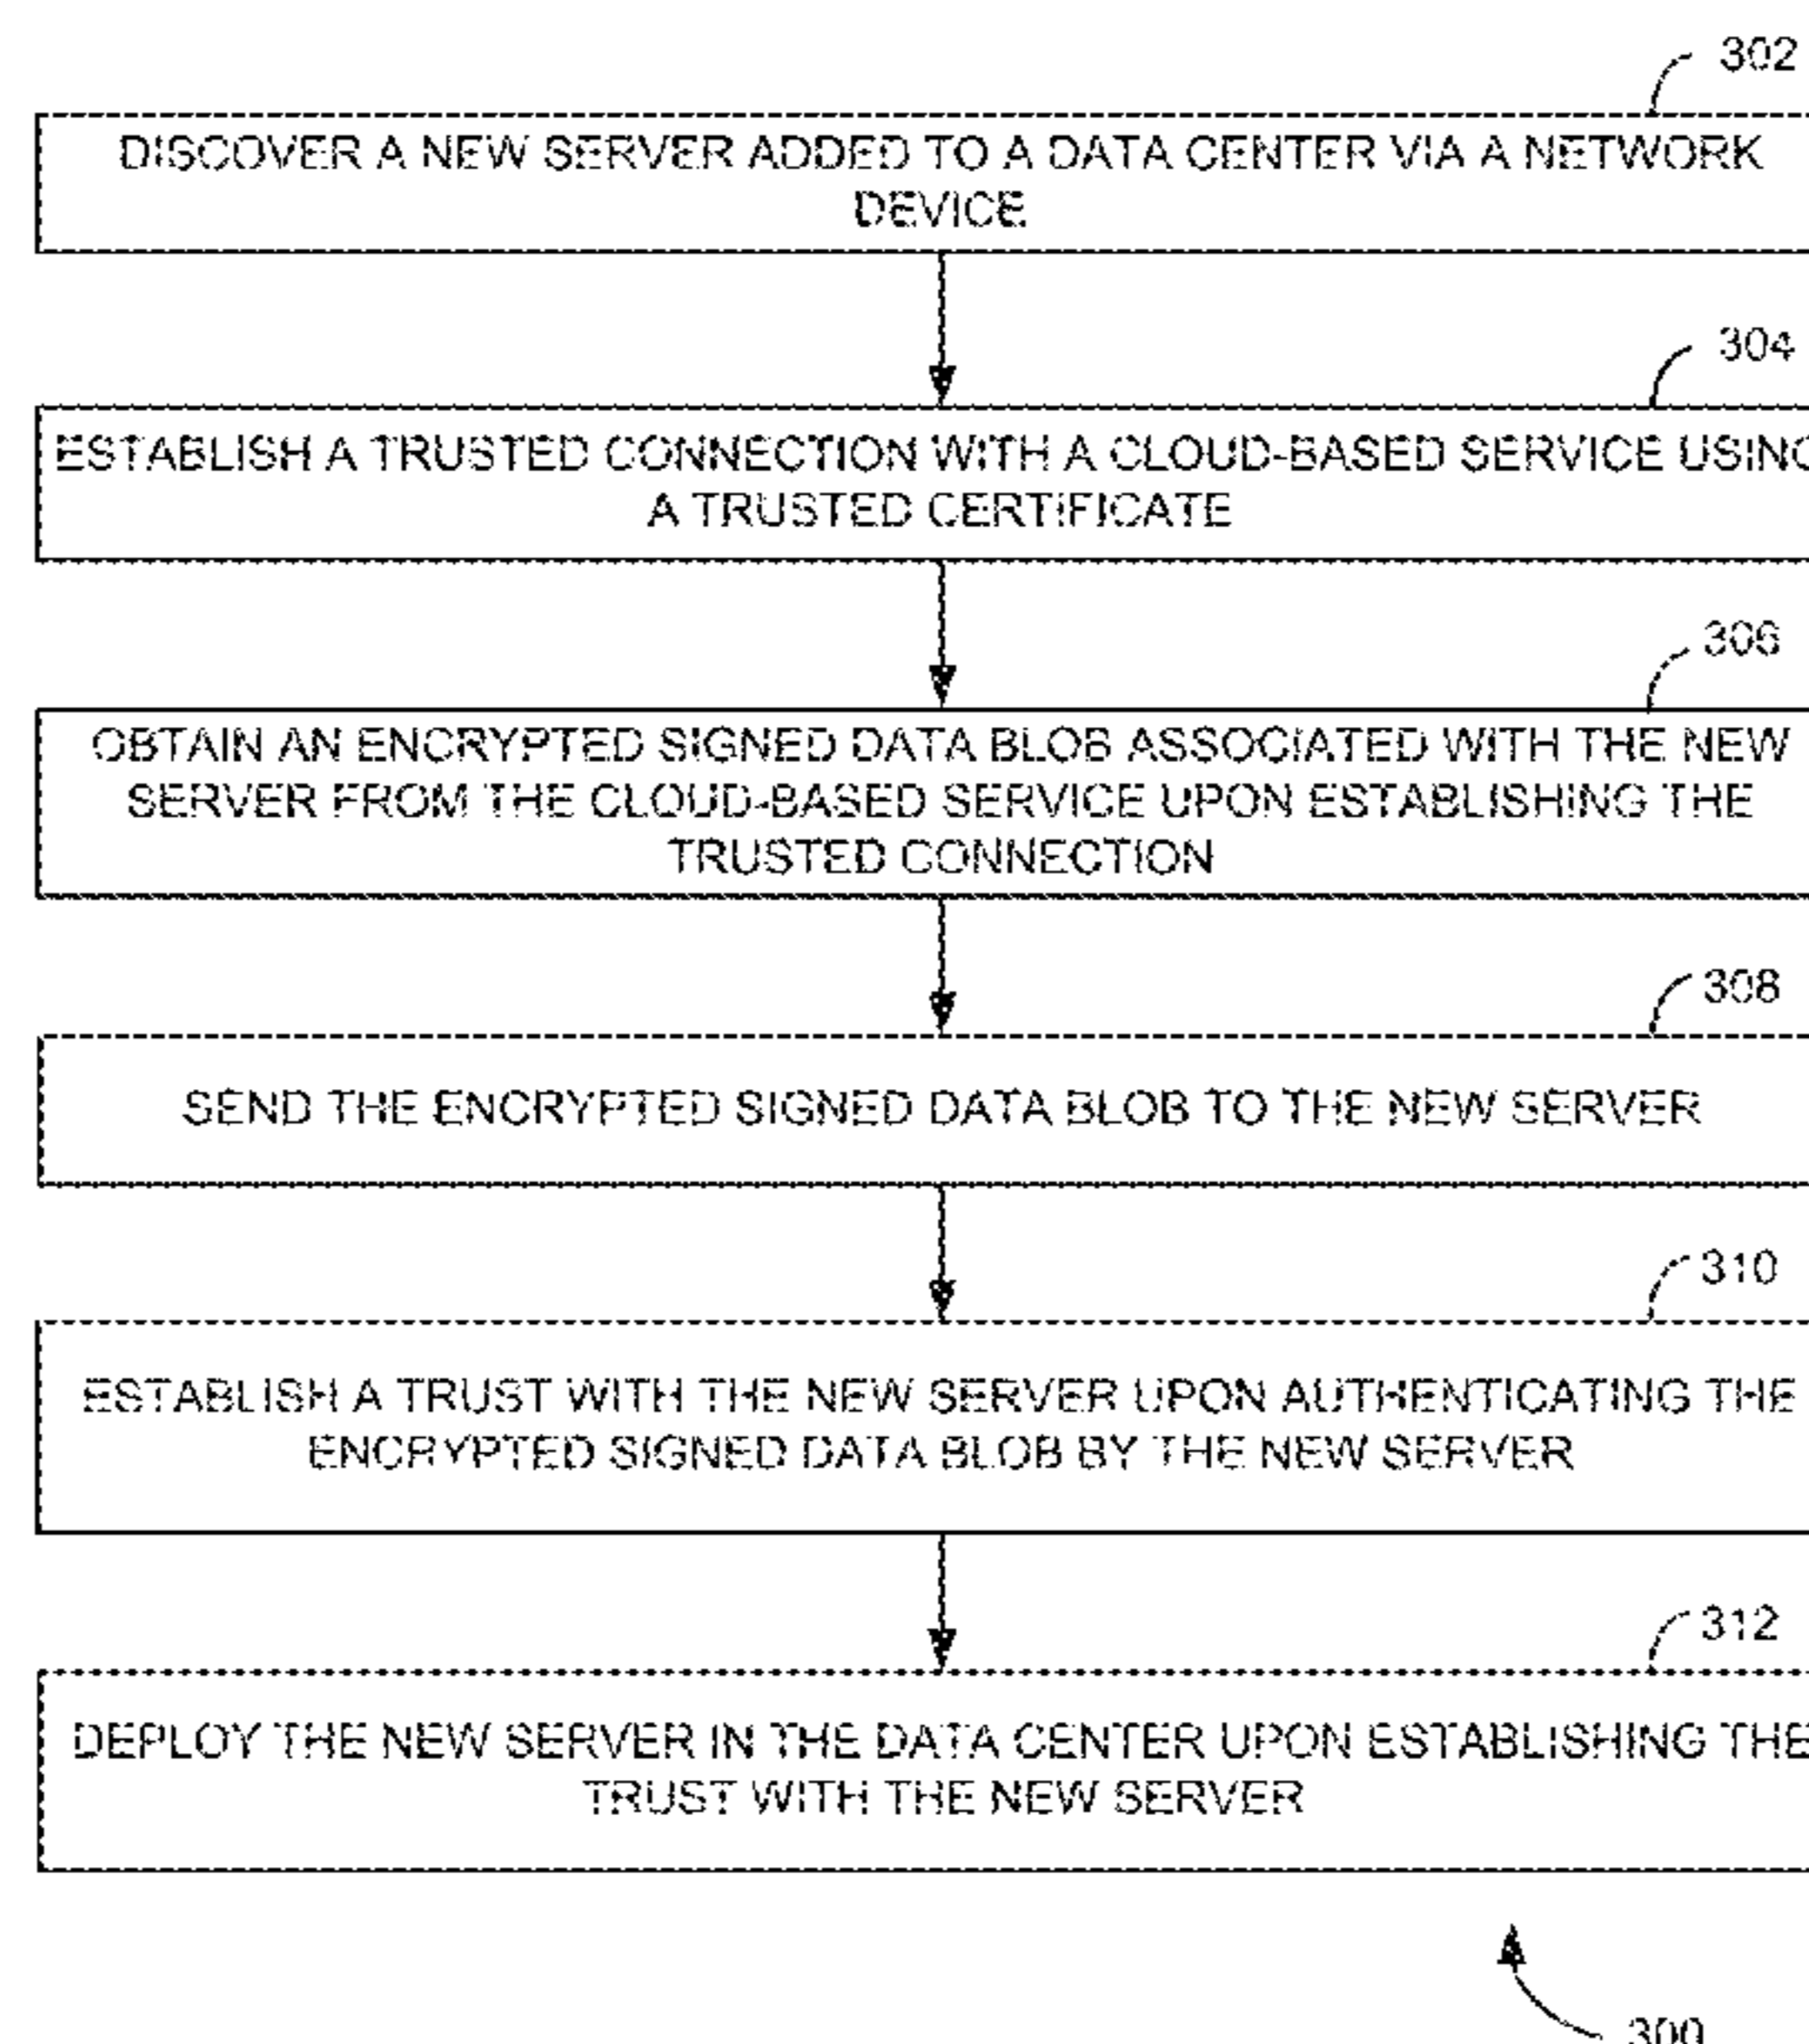 302
DISCOVER A NEW SERVER ADDED TO A DATA CENTER VIA A NETWORK
DEVICE
304
ESTABLISH A TRUSTED CONNECTION WITH A CLOUD-BASED SERVICE USING
A TRUSTED CERTIFICATE
306
OBTAIN AN ENCRYPTED SIGNED DATA BLOB ASSOCIATED WITH THE NEW
SERVER FROM THE CLOUD-BASED SERVICE UPON ESTABLISHING THE
TRUSTED CONNECTION
308
SEND THE ENCRYPTED SIGNED DATA BLOB TO THE NEW SERVER
310
ESTABLISH A TRUST WITH THE NEW SERVER UPON AUTHENTICATING THE
ENCRYPTED SIGNED DATA BLOB BY THE NEW SERVER
312
DEPLOY THE NEW SERVER IN THE DATA CENTER UPON ESTABLISHING THE
TRUST WITH THE NEW SERVER
300